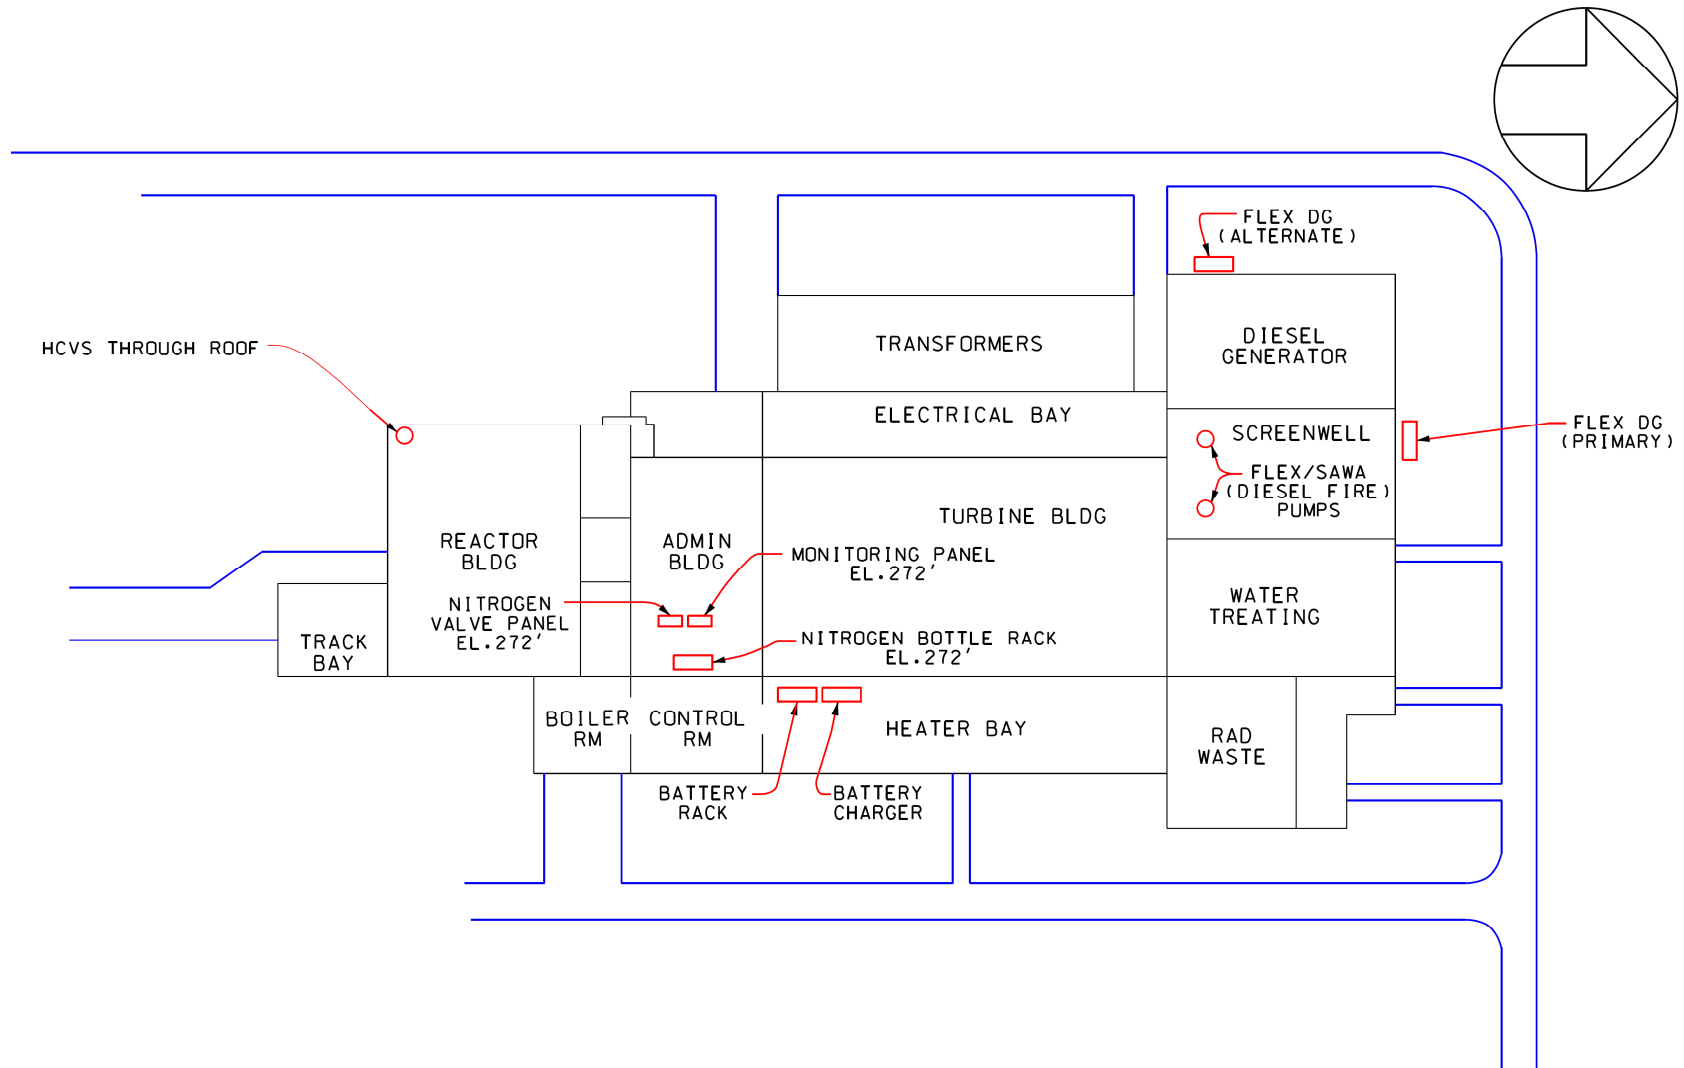 FLEX DG
(ALTERNATE)
DIESEL
GENERATOR
TRANSFORMERS
HCVS THROUGH ROOF
ELECTRICAL BAY
SCREENWELL
FLEX DG
(PRIMARY)
FLEX/SAWA
(DIESEL FIRE)
PUMPS
TURBINE BLDG
REACTOR
BLDG
ADMIN
BLDG
MONITORING PANEL
EL.272'
NITROGEN
VALVE PANEL
EL.272'
WATER
TREATING
TRACK
BAY
NITROGEN BOTTLE RACK
EL.272'
BOILER
RM
CONTROL
RM
HEATER BAY
RAD
WASTE
BATTERY
RACK
BATTERY
CHARGER